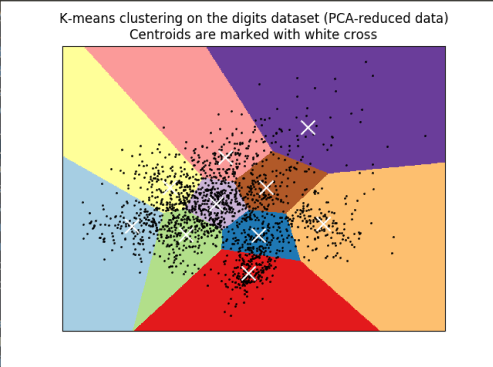 K-means clustering on the digits dataset (PCA-reduced data)
Centroids are marked with white cross